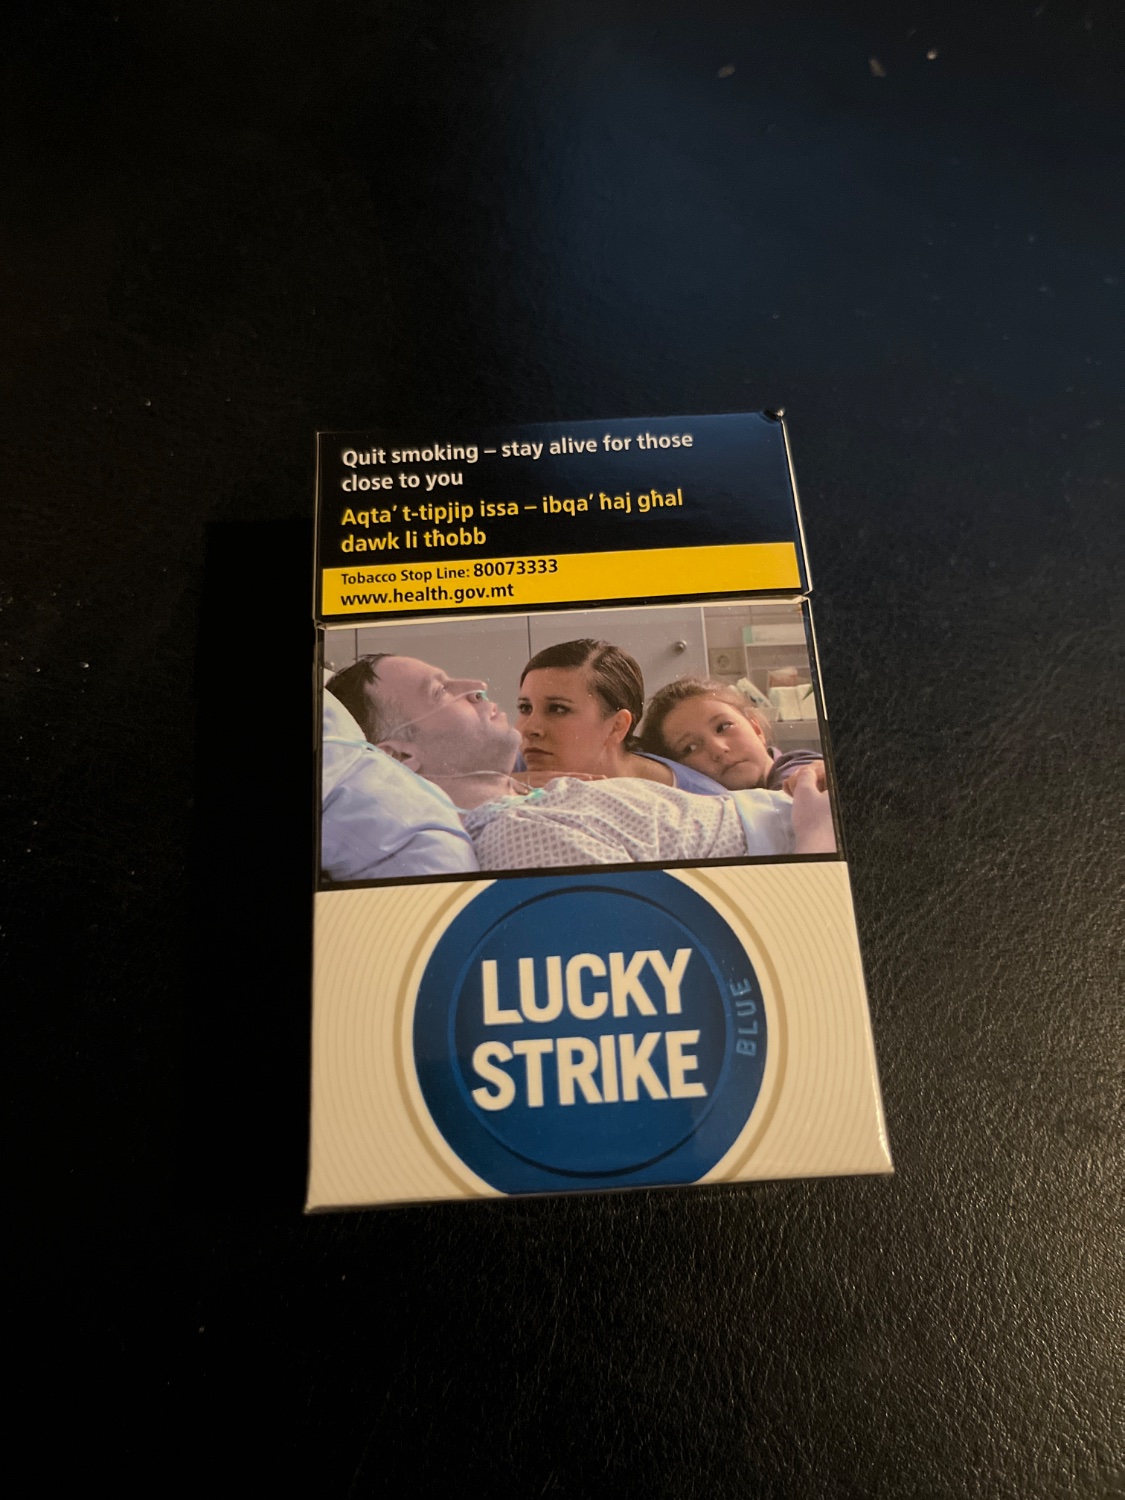 Quit smoking – stay alive for those
close to you
Aqta’ t-tipjip issa – ibqa’ ħaj għal
dawk li tħobb
Tobacco Stop Line: 80073333
www.health.gov.mt
LUCKY
STRIKE
BLUE